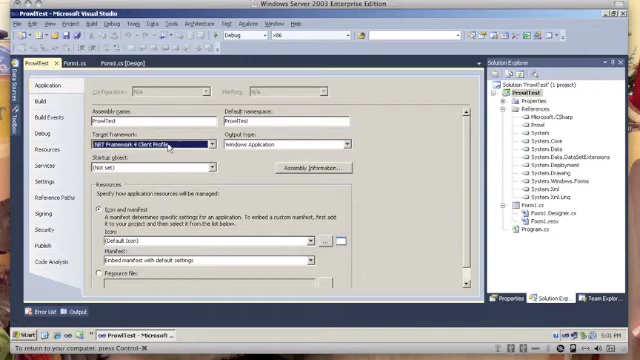 Windows Server 2003 Enterprise Edition
ProwlTest - Microsoft Visual Studio
File Edit View Project Build Debug Team Data Tools Architecture Test Analyze Window Help
Debug x86
ProwlTest Form1.cs Form1.cs [Design]
Data Sources
Toolbox
Application
Build
Build Events
Debug
Resources
Services
Settings
Reference Paths
Signing
Security
Publish
Code Analysis
Configuration: N/A Platform: N/A
Assembly name: Default namespace:
ProwlTest ProwlTest
Target framework: Output type:
.NET Framework 4 Client Profile Windows Application
Startup object:
(Not set) Assembly Information...
Resources
Specify how application resources will be managed:
Icon and manifest
A manifest determines specific settings for an application. To embed a custom manifest, first add
it to your project and then select it from the list below.
Icon:
(Default Icon) ...
Manifest:
Embed manifest with default settings
Resource file:
Solution Explorer
Solution 'ProwlTest' (1 project)
ProwlTest
Properties
References
Microsoft.CSharp
Prowl
System
System.Core
System.Data
System.Data.DataSetExtensions
System.Deployment
System.Drawing
System.Windows.Forms
System.Xml
System.Xml.Linq
Form1.cs
Form1.Designer.cs
Form1.resx
Program.cs
Properties Solution Exp... Team Explor...
Error List Output
Start ProwlTest - Microsoft ...
To return to your computer, press Control-⌘